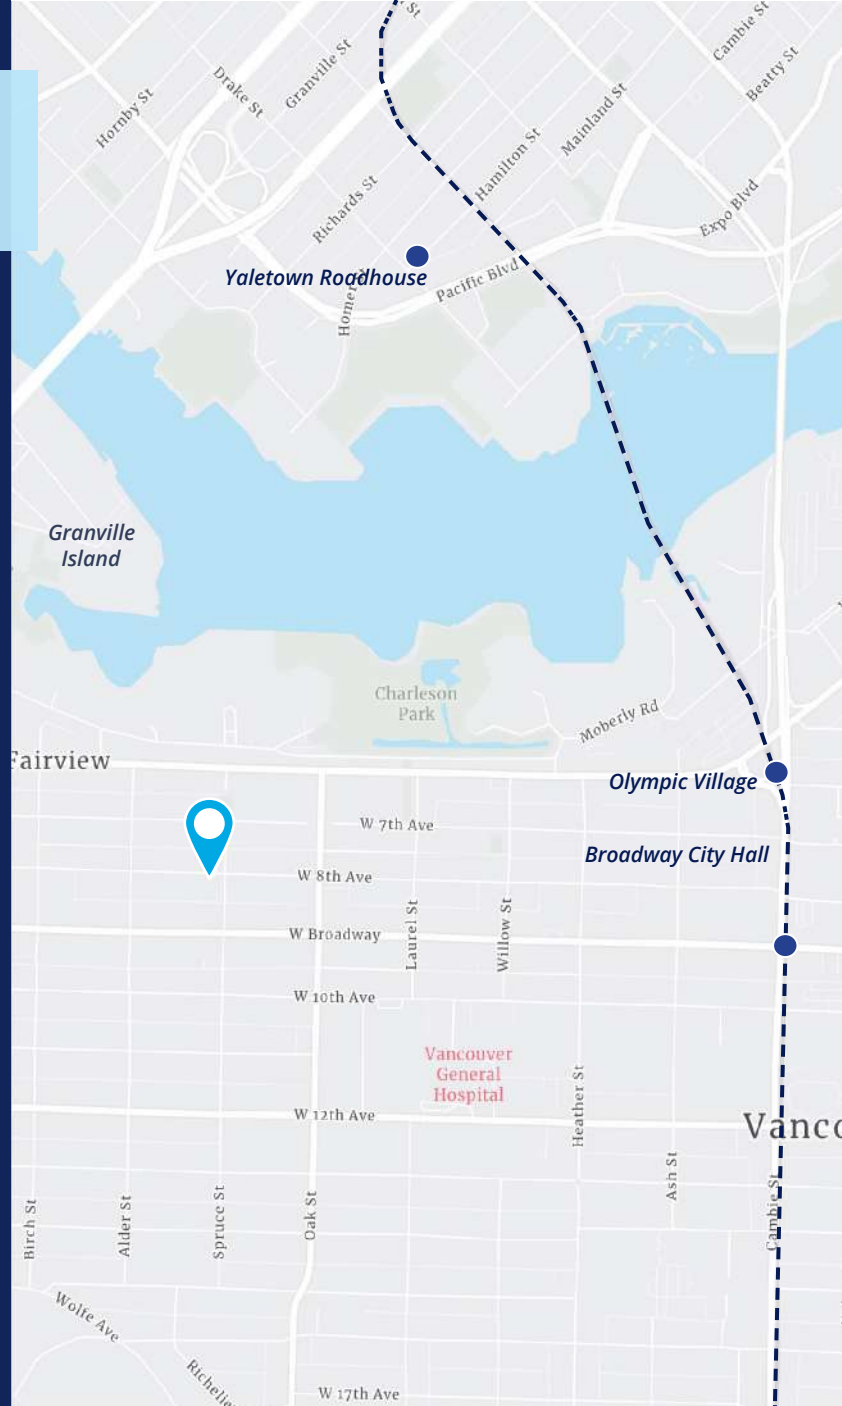 St
Cambie St
Drake St
Granville St
Beatty St
Hornby St
Mainland St
Hamilton St
Richards St
Expo Blvd
Yaletown Roadhouse
Pacific Blvd
Homer St
Granville
Island
Charleson
Park
Moberly Rd
Fairview
Olympic Village
W 7th Ave
Broadway City Hall
W 8th Ave
Laurel St
Willow St
W Broadway
W 10th Ave
Vancouver
General
Hospital
Heather St
W 12th Ave
Vanco
Ash St
Birch St
Alder St
Spruce St
Oak St
Cambie St
Wolfe Ave
Richelie
W 17th Ave